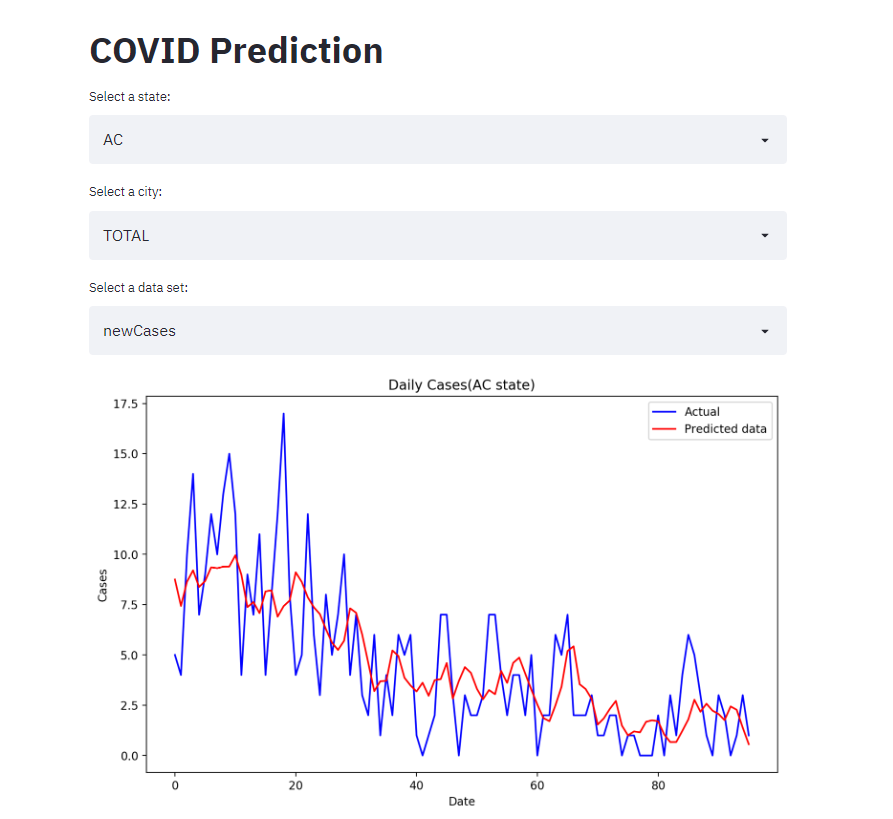 COVID Prediction
Select a state:
AC
Select a city:
TOTAL
Select a data set:
newCases
Daily Cases(AC state)
Actual
Predicted data
17.5
15.0
12.5
10.0
7.5
5.0
2.5
0.0
Cases
0 20 40 60 80
Date